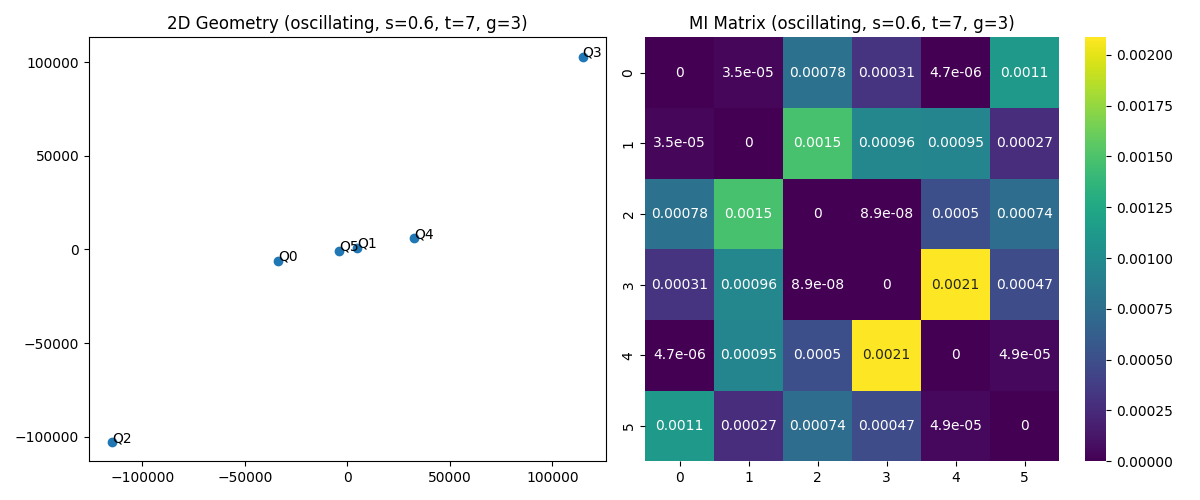 2D Geometry (oscillating, s=0.6, t=7, g=3)
100000
50000
0
−50000
−100000
−100000 −50000 0 50000 100000
Q3
Q4
Q1
Q5
Q0
Q2
MI Matrix (oscillating, s=0.6, t=7, g=3)
0 0 3.5e-05 0.00078 0.00031 4.7e-06 0.0011
1 3.5e-05 0 0.0015 0.00096 0.00095 0.00027
2 0.00078 0.0015 0 8.9e-08 0.0005 0.00074
3 0.00031 0.00096 8.9e-08 0 0.0021 0.00047
4 4.7e-06 0.00095 0.0005 0.0021 0 4.9e-05
5 0.0011 0.00027 0.00074 0.00047 4.9e-05 0
0 1 2 3 4 5
0.00200
0.00175
0.00150
0.00125
0.00100
0.00075
0.00050
0.00025
0.00000